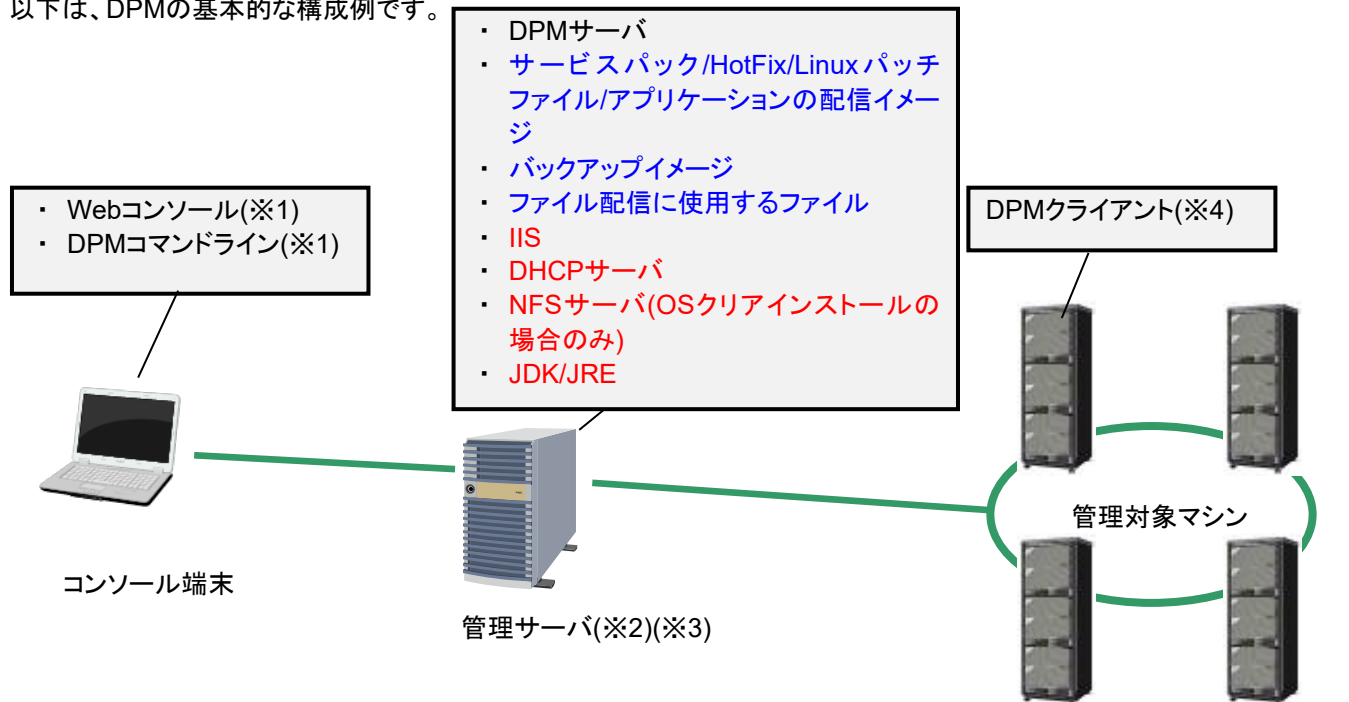 以下は、DPMの基本的な構成例です。
・ DPMサーバ
・ サービスパック/HotFix/Linux パッチ
ファイル/アプリケーションの配信イメー
ジ
・ バックアップイメージ
・ ファイル配信に使用するファイル
・ IIS
・ DHCPサーバ
・ NFSサーバ(OSクリアインストールの
場合のみ)
・ JDK/JRE
・ Webコンソール(※1)
・ DPMコマンドライン(※1)
DPMクライアント(※4)
管理対象マシン
コンソール端末
管理サーバ(※2)(※3)